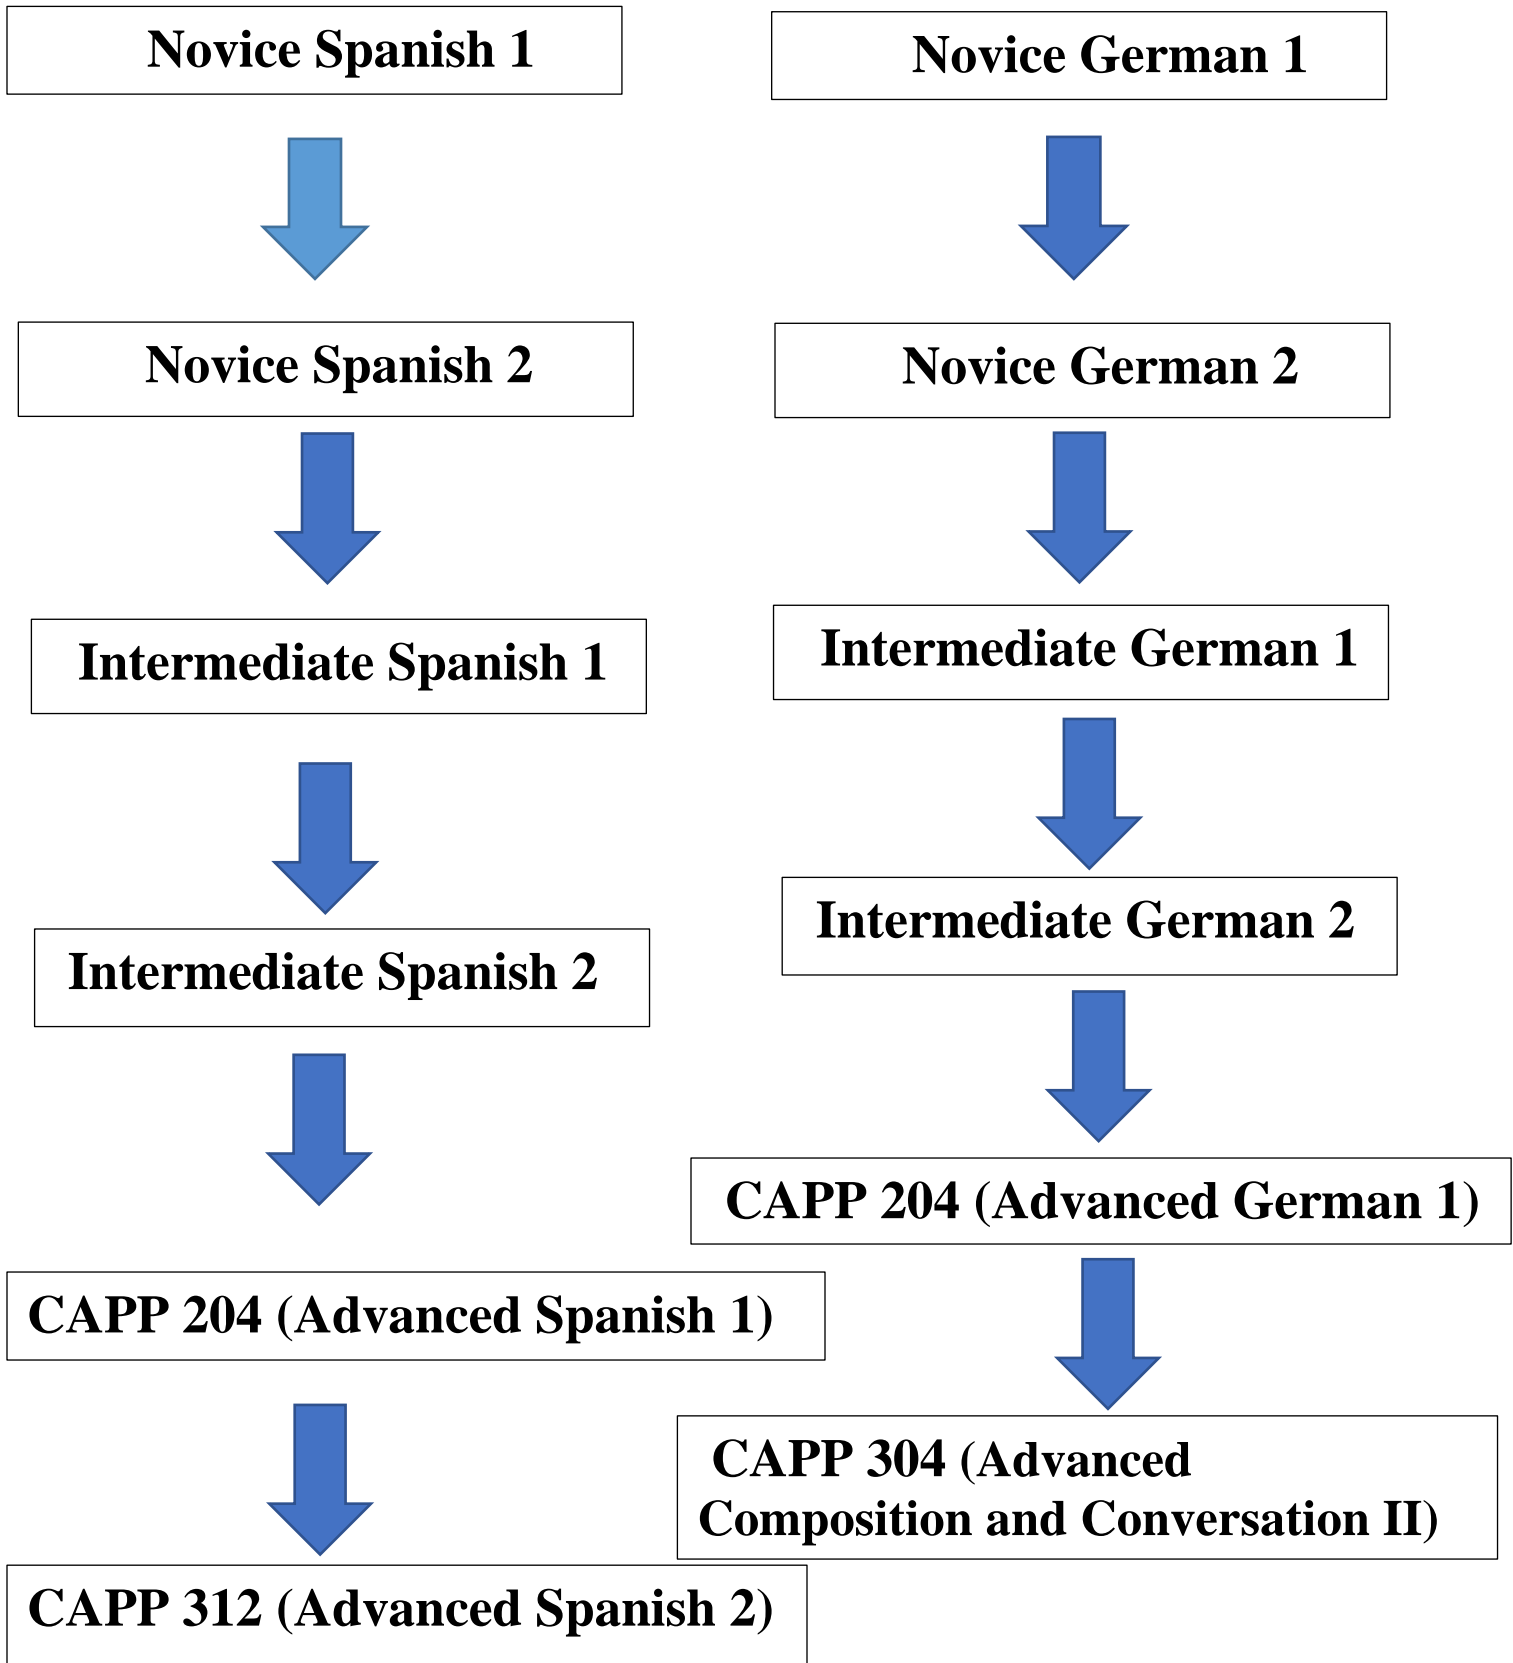 Novice Spanish 1
Novice Spanish 2
Intermediate Spanish 1
Intermediate Spanish 2
CAPP 204 (Advanced Spanish 1)
CAPP 312 (Advanced Spanish 2)
Novice German 1
Novice German 2
Intermediate German 1
Intermediate German 2
CAPP 204 (Advanced German 1)
CAPP 304 (Advanced
Composition and Conversation II)